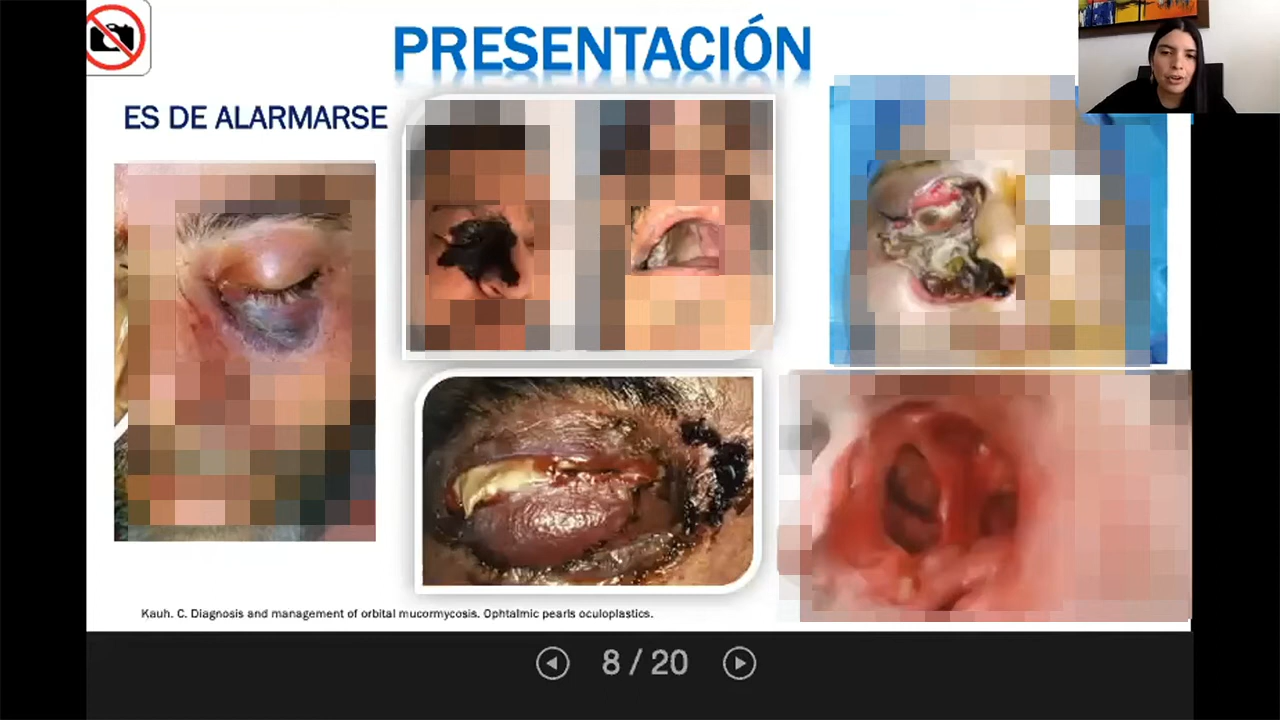 PRESENTACIÓN
ES DE ALARMARSE
Kauh. C. Diagnosis and management of orbital mucormycosis. Ophtalmic pearls oculoplastics.
8 / 20